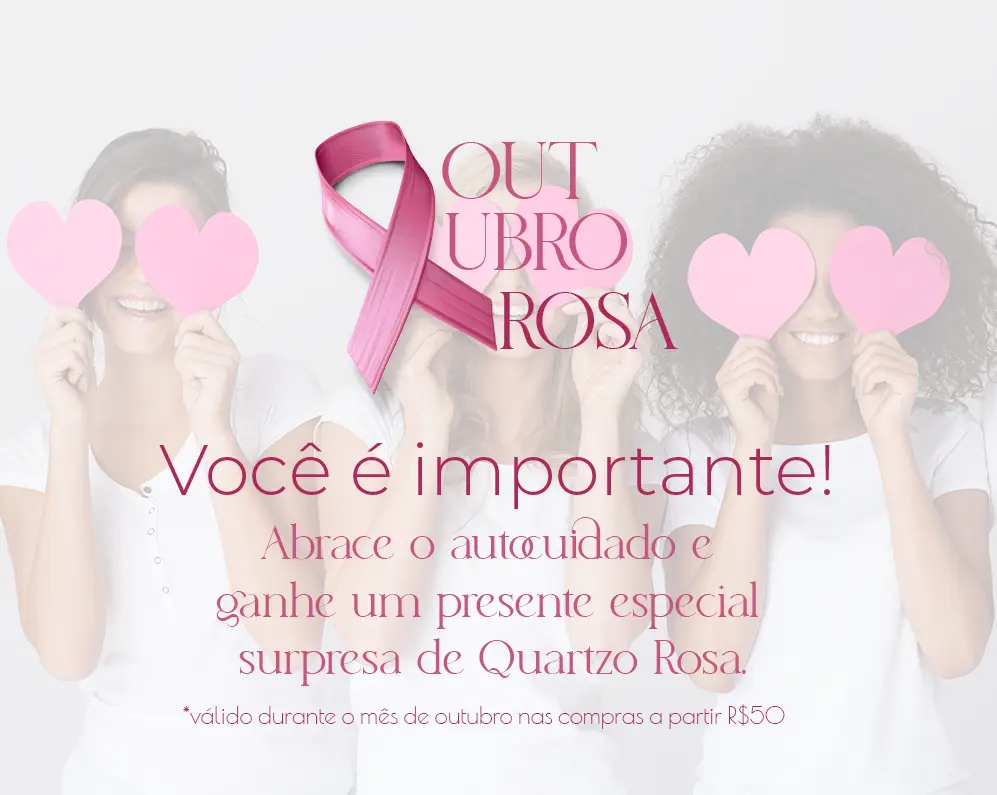 OUT
UBRO
ROSA
Você é importante!
Abrace o autocuidado e
ganhe um presente especial
surpresa de Quartzo Rosa.
*válido durante o mês de outubro nas compras a partir R$50